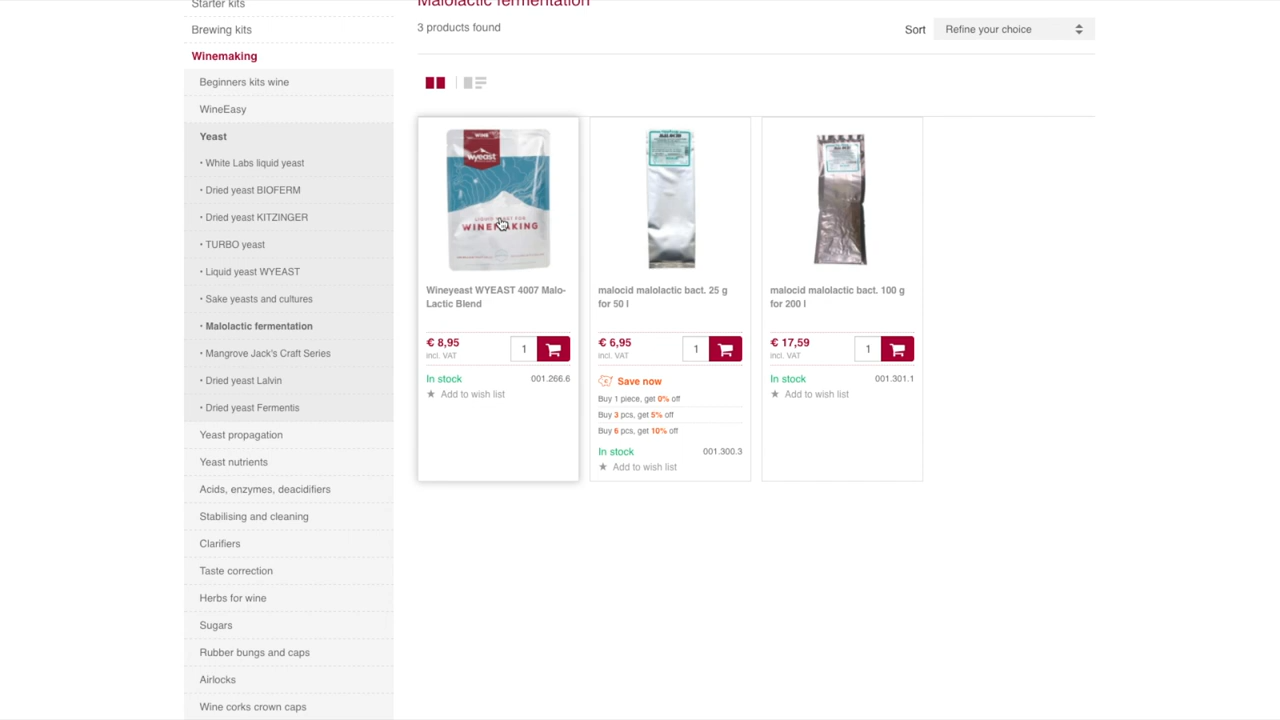 Starter kits
Brewing kits
Winemaking
Beginners kits wine
WineEasy
Yeast
• White Labs liquid yeast
• Dried yeast BIOFERM
• Dried yeast KITZINGER
• TURBO yeast
• Liquid yeast WYEAST
• Sake yeasts and cultures
• Malolactic fermentation
• Mangrove Jack's Craft Series
• Dried yeast Lalvin
• Dried yeast Fermentis
Yeast propagation
Yeast nutrients
Acids, enzymes, deacidifiers
Stabilising and cleaning
Clarifiers
Taste correction
Herbs for wine
Sugars
Rubber bungs and caps
Airlocks
Wine corks crown caps
Malolactic fermentation
3 products found
Sort
Refine your choice
WINE
wyeast
LIQUID YEAST FOR
WINEMAKING
Wineyeast WYEAST 4007 Malo-
Lactic Blend
€ 8,95
incl. VAT
1
In stock
001.266.6
★ Add to wish list
malocid malolactic bact. 25 g
for 50 l
€ 6,95
incl. VAT
1
Save now
Buy 1 piece, get 0% off
Buy 3 pcs, get 5% off
Buy 6 pcs, get 10% off
In stock
001.300.3
★ Add to wish list
malocid malolactic bact. 100 g
for 200 l
€ 17,59
incl. VAT
1
In stock
001.301.1
★ Add to wish list